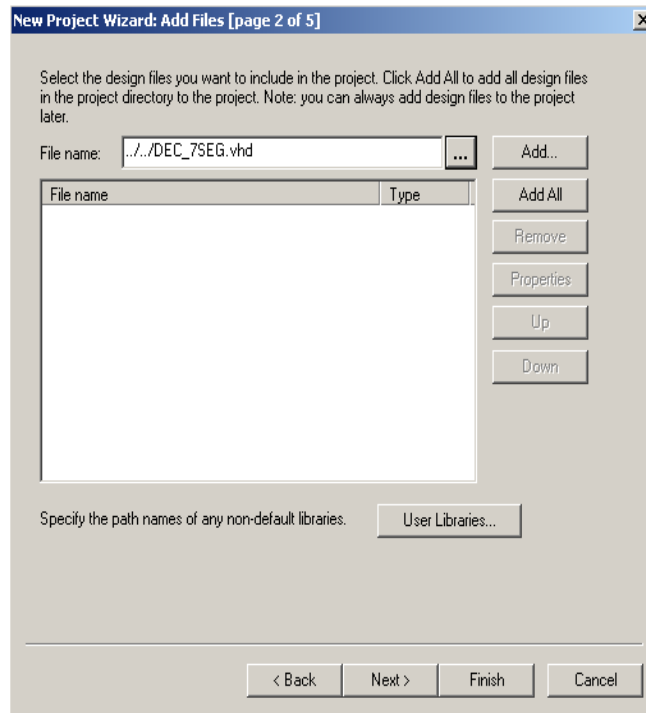 New Project Wizard: Add Files [page 2 of 5]
Select the design files you want to include in the project. Click Add All to add all design files
in the project directory to the project. Note: you can always add design files to the project
later.
File name: ../../DEC_7SEG.vhd ... Add...
File name Type Add All
Remove
Properties
Up
Down
Specify the path names of any non-default libraries. User Libraries...
< Back Next > Finish Cancel